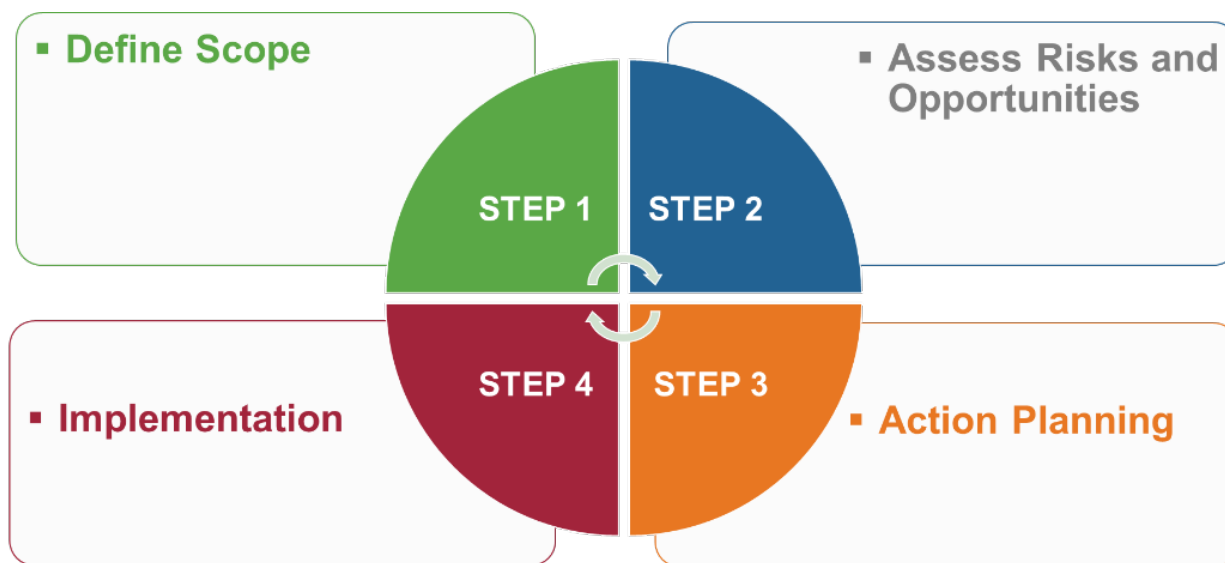 ▪ Define Scope
▪ Assess Risks and
Opportunities
STEP 1
STEP 2
STEP 4
STEP 3
▪ Implementation
▪ Action Planning